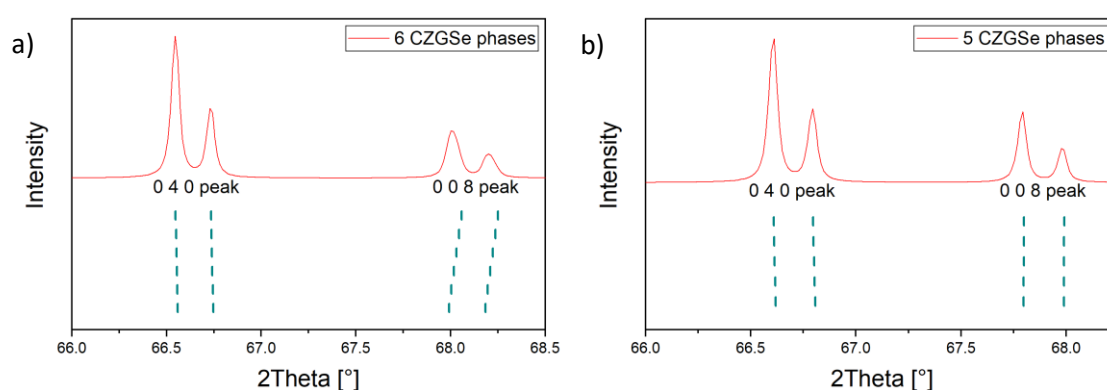 a)
6 CZGSe phases
Intensity
0 4 0 peak
0 0 8 peak
66.0 66.5 67.0 67.5 68.0 68.5
2Theta [°]
b)
5 CZGSe phases
Intensity
0 4 0 peak
0 0 8 peak
66.0 66.5 67.0 67.5 68.0
2Theta [°]